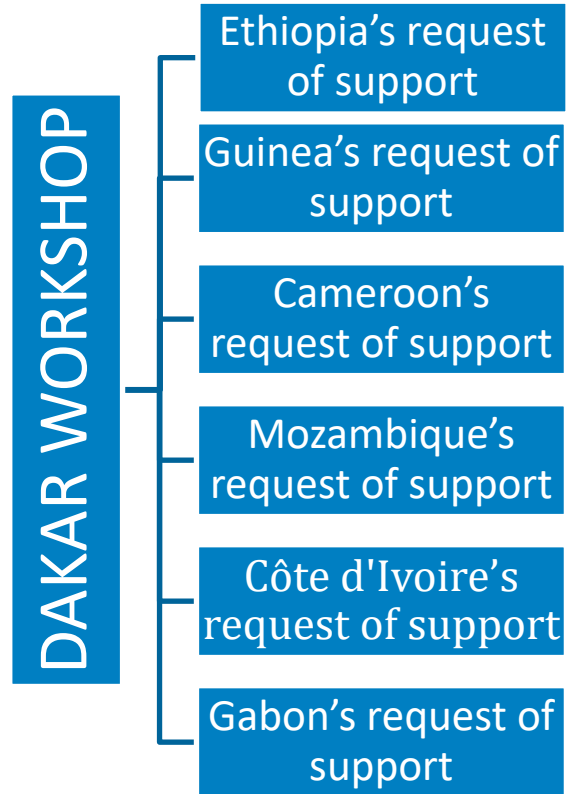 DAKAR WORKSHOP
Ethiopia’s request
of support
Guinea’s request of
support
Cameroon’s
request of support
Mozambique’s
request of support
Côte d'Ivoire’s
request of support
Gabon’s request of
support